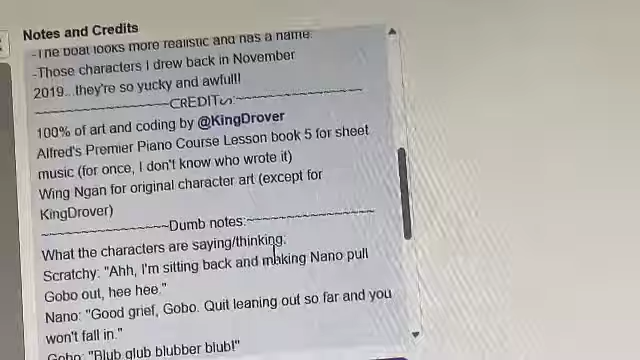 Notes and Credits
-The boat looks more realistic and has a name.
-Those characters I drew back in November
2019...they're so yucky and awful!!
~~~~~~~~~~~~~~~~CREDITs:~~~~~~~~~~~~~~~
100% of art and coding by @KingDrover
Alfred's Premier Piano Course Lesson book 5 for sheet
music (for once, I don't know who wrote it)
Wing Ngan for original character art (except for
KingDrover)
~~~~~~~~~~~~~~~~Dumb notes:~~~~~~~~~~~~~~~
What the characters are saying/thinking:
Scratchy: "Ahh, I'm sitting back and making Nano pull
Gobo out, hee hee."
Nano: "Good grief, Gobo. Quit leaning out so far and you
won't fall in."
Gobo: "Blub glub blubber blub!"